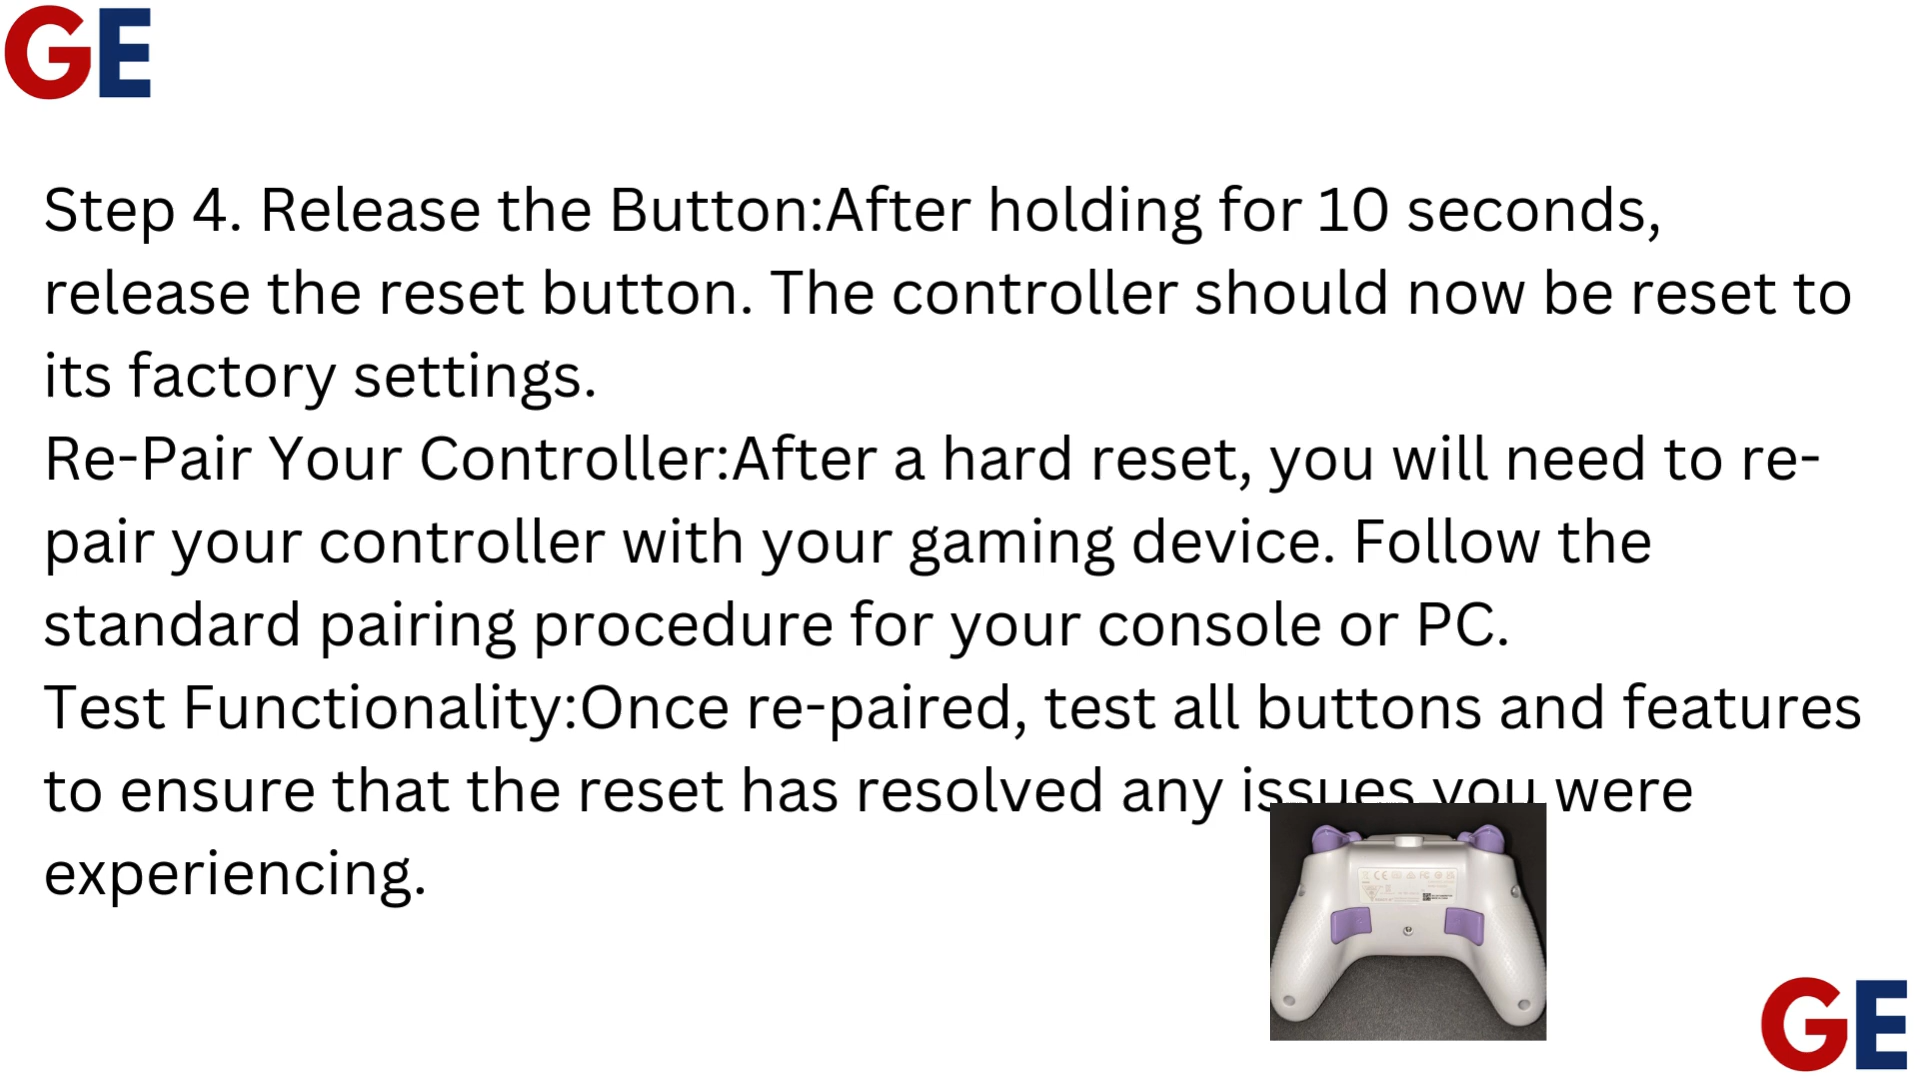 GE
Step 4. Release the Button:After holding for 10 seconds,
release the reset button. The controller should now be reset to
its factory settings.
Re-Pair Your Controller:After a hard reset, you will need to re-
pair your controller with your gaming device. Follow the
standard pairing procedure for your console or PC.
Test Functionality:Once re-paired, test all buttons and features
to ensure that the reset has resolved any issues you were
experiencing.
GE